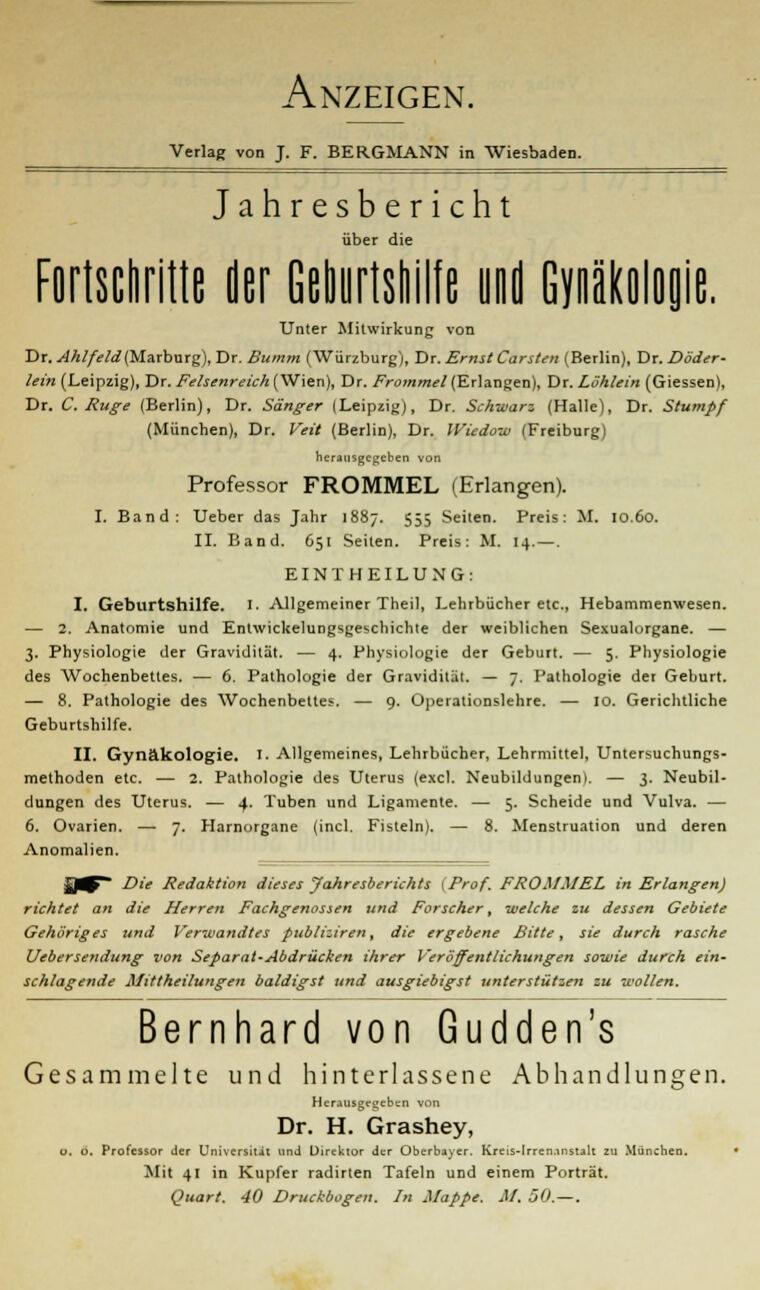 ANZEIGEN.
Verlag von J. F. BERGMANN in Wiesbaden.
Jahresbericht
über die
Fortschritte der Geburtshilfe und Gynäkologie.
Unter Mitwirkung von
Dr. Ahlfeld (Marburg), Dr. Bumm (Würzburg), Dr. Ernst Carsten (Berlin), Dr. Döder-
lein (Leipzig), Dr. Felsenreich (Wien), Dr. Frommel (Erlangen), Dr. Löhlein (Giessen),
Dr. C. Ruge (Berlin), Dr. Sänger (Leipzig), Dr. Schwarz (Halle), Dr. Stumpf
(München), Dr. Veit (Berlin), Dr. Wiedow (Freiburg)
herausgegeben von
Professor FROMMEL (Erlangen).
I. Band: Ueber das Jahr 1887. 555 Seiten. Preis: M. 10.60.
II. Band. 651 Seiten. Preis: M. 14.—.
EINTHEILUNG:
I. Geburtshilfe. 1. Allgemeiner Theil, Lehrbücher etc., Hebammenwesen.
— 2. Anatomie und Entwickelungsgeschichte der weiblichen Sexualorgane. —
3. Physiologie der Gravidität. — 4. Physiologie der Geburt. — 5. Physiologie
des Wochenbettes. — 6. Pathologie der Gravidität. — 7. Pathologie der Geburt.
— 8. Pathologie des Wochenbettes. — 9. Operationslehre. — 10. Gerichtliche
Geburtshilfe.
II. Gynäkologie. 1. Allgemeines, Lehrbücher, Lehrmittel, Untersuchungs-
methoden etc. — 2. Pathologie des Uterus (excl. Neubildungen). — 3. Neubil-
dungen des Uterus. — 4. Tuben und Ligamente. — 5. Scheide und Vulva. —
6. Ovarien. — 7. Harnorgane (incl. Fisteln). — 8. Menstruation und deren
Anomalien.
Die Redaktion dieses Jahresberichts (Prof. FROMMEL in Erlangen)
richtet an die Herren Fachgenossen und Forscher, welche zu dessen Gebiete
Gehöriges und Verwandtes publiziren, die ergebene Bitte, sie durch rasche
Uebersendung von Separat-Abdrücken ihrer Veröffentlichungen sowie durch ein-
schlagende Mittheilungen baldigst und ausgiebigst unterstützen zu wollen.
Bernhard von Gudden's
Gesammelte und hinterlassene Abhandlungen.
Herausgegeben von
Dr. H. Grashey,
o. ö. Professor der Universität und Direktor der Oberbayer. Kreis-Irrenanstalt zu München.
Mit 41 in Kupfer radirten Tafeln und einem Porträt.
Quart. 40 Druckbogen. In Mappe. M. 50.—.